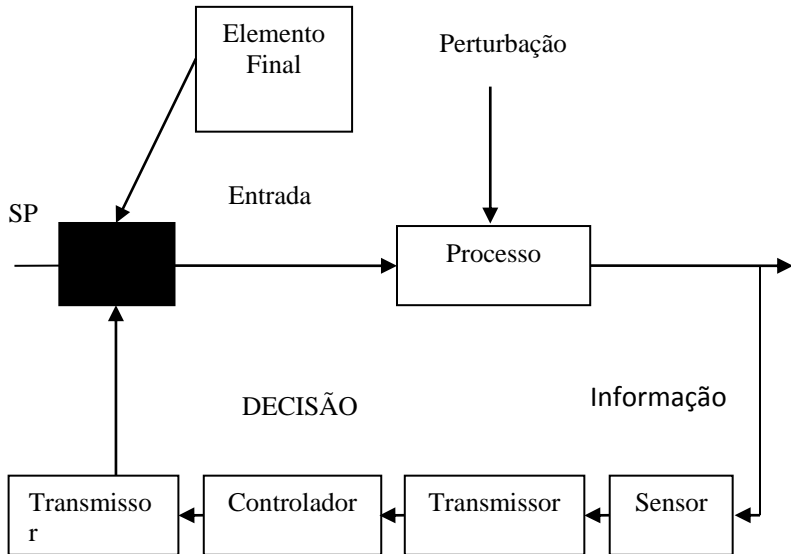 Elemento
Final
Perturbação
Entrada
SP
Processo
DECISÃO
Informação
Transmisso
r
Controlador
Transmissor
Sensor